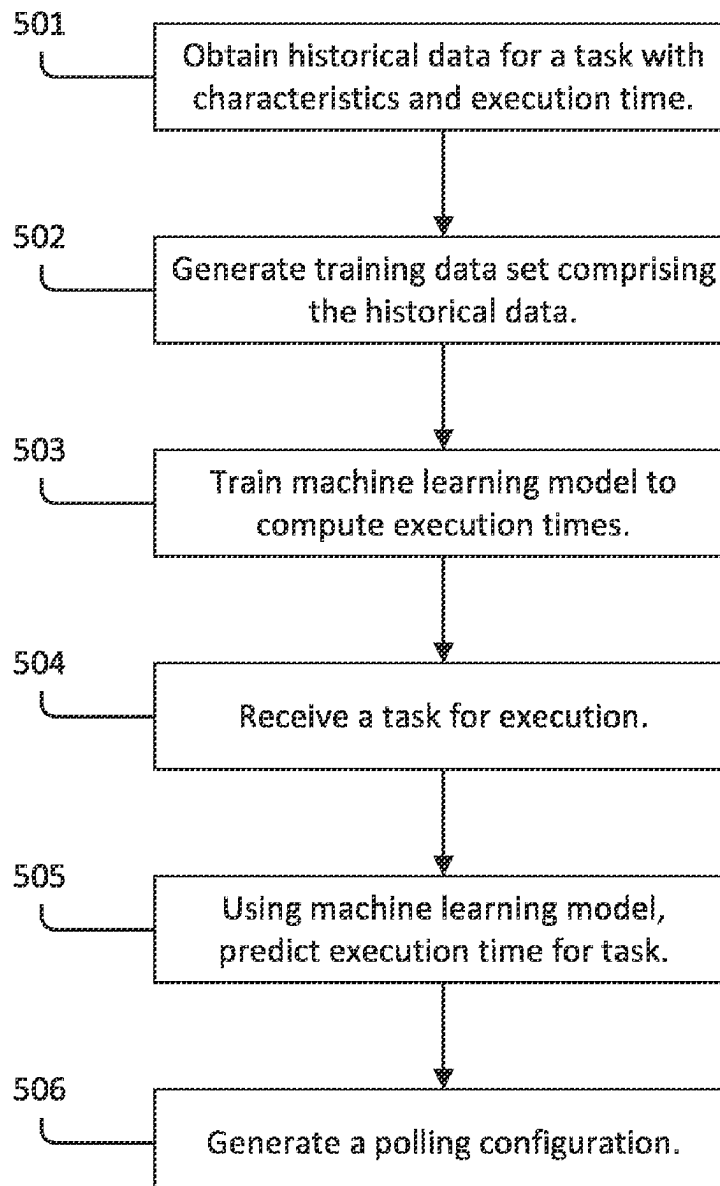 501
Obtain historical data for a task with
characteristics and execution time.
502
Generate training data set comprising
the historical data.
503
Train machine learning model to
compute execution times.
504
Receive a task for execution.
505
Using machine learning model,
predict execution time for task.
506
Generate a polling configuration.